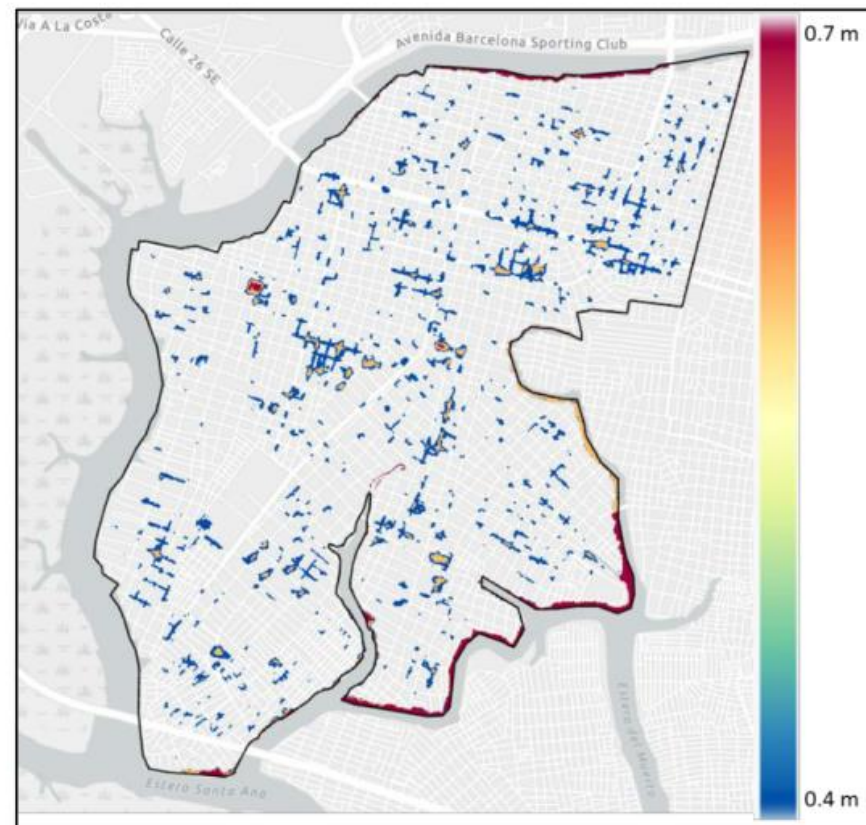 Vía A La Costa
Calle 26 SE
Avenida Barcelona Sporting Club
0.7 m
Estero del Muerto
Estero Santa Ana
0.4 m